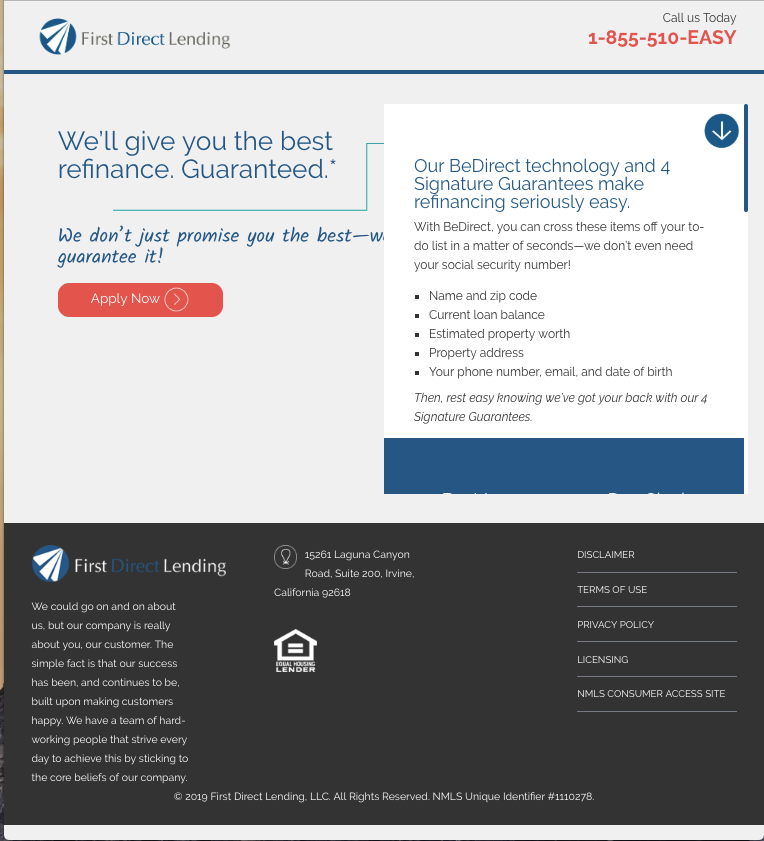 First Direct Lending
Call us Today
1-855-510-EASY
We'll give you the best
refinance. Guaranteed.*
We don't just promise you the best—we
guarantee it!
Apply Now
Our BeDirect technology and 4
Signature Guarantees make
refinancing seriously easy.
With BeDirect, you can cross these items off your to-
do list in a matter of seconds—we don't even need
your social security number!
Name and zip code
Current loan balance
Estimated property worth
Property address
Your phone number, email, and date of birth
Then, rest easy knowing we've got your back with our 4
Signature Guarantees.
First Direct Lending
We could go on and on about
us, but our company is really
about you, our customer. The
simple fact is that our success
has been, and continues to be,
built upon making customers
happy. We have a team of hard-
working people that strive every
day to achieve this by sticking to
the core beliefs of our company.
15261 Laguna Canyon
Road, Suite 200, Irvine,
California 92618
EQUAL HOUSING
LENDER
DISCLAIMER
TERMS OF USE
PRIVACY POLICY
LICENSING
NMLS CONSUMER ACCESS SITE
© 2019 First Direct Lending, LLC. All Rights Reserved. NMLS Unique Identifier #1110278.